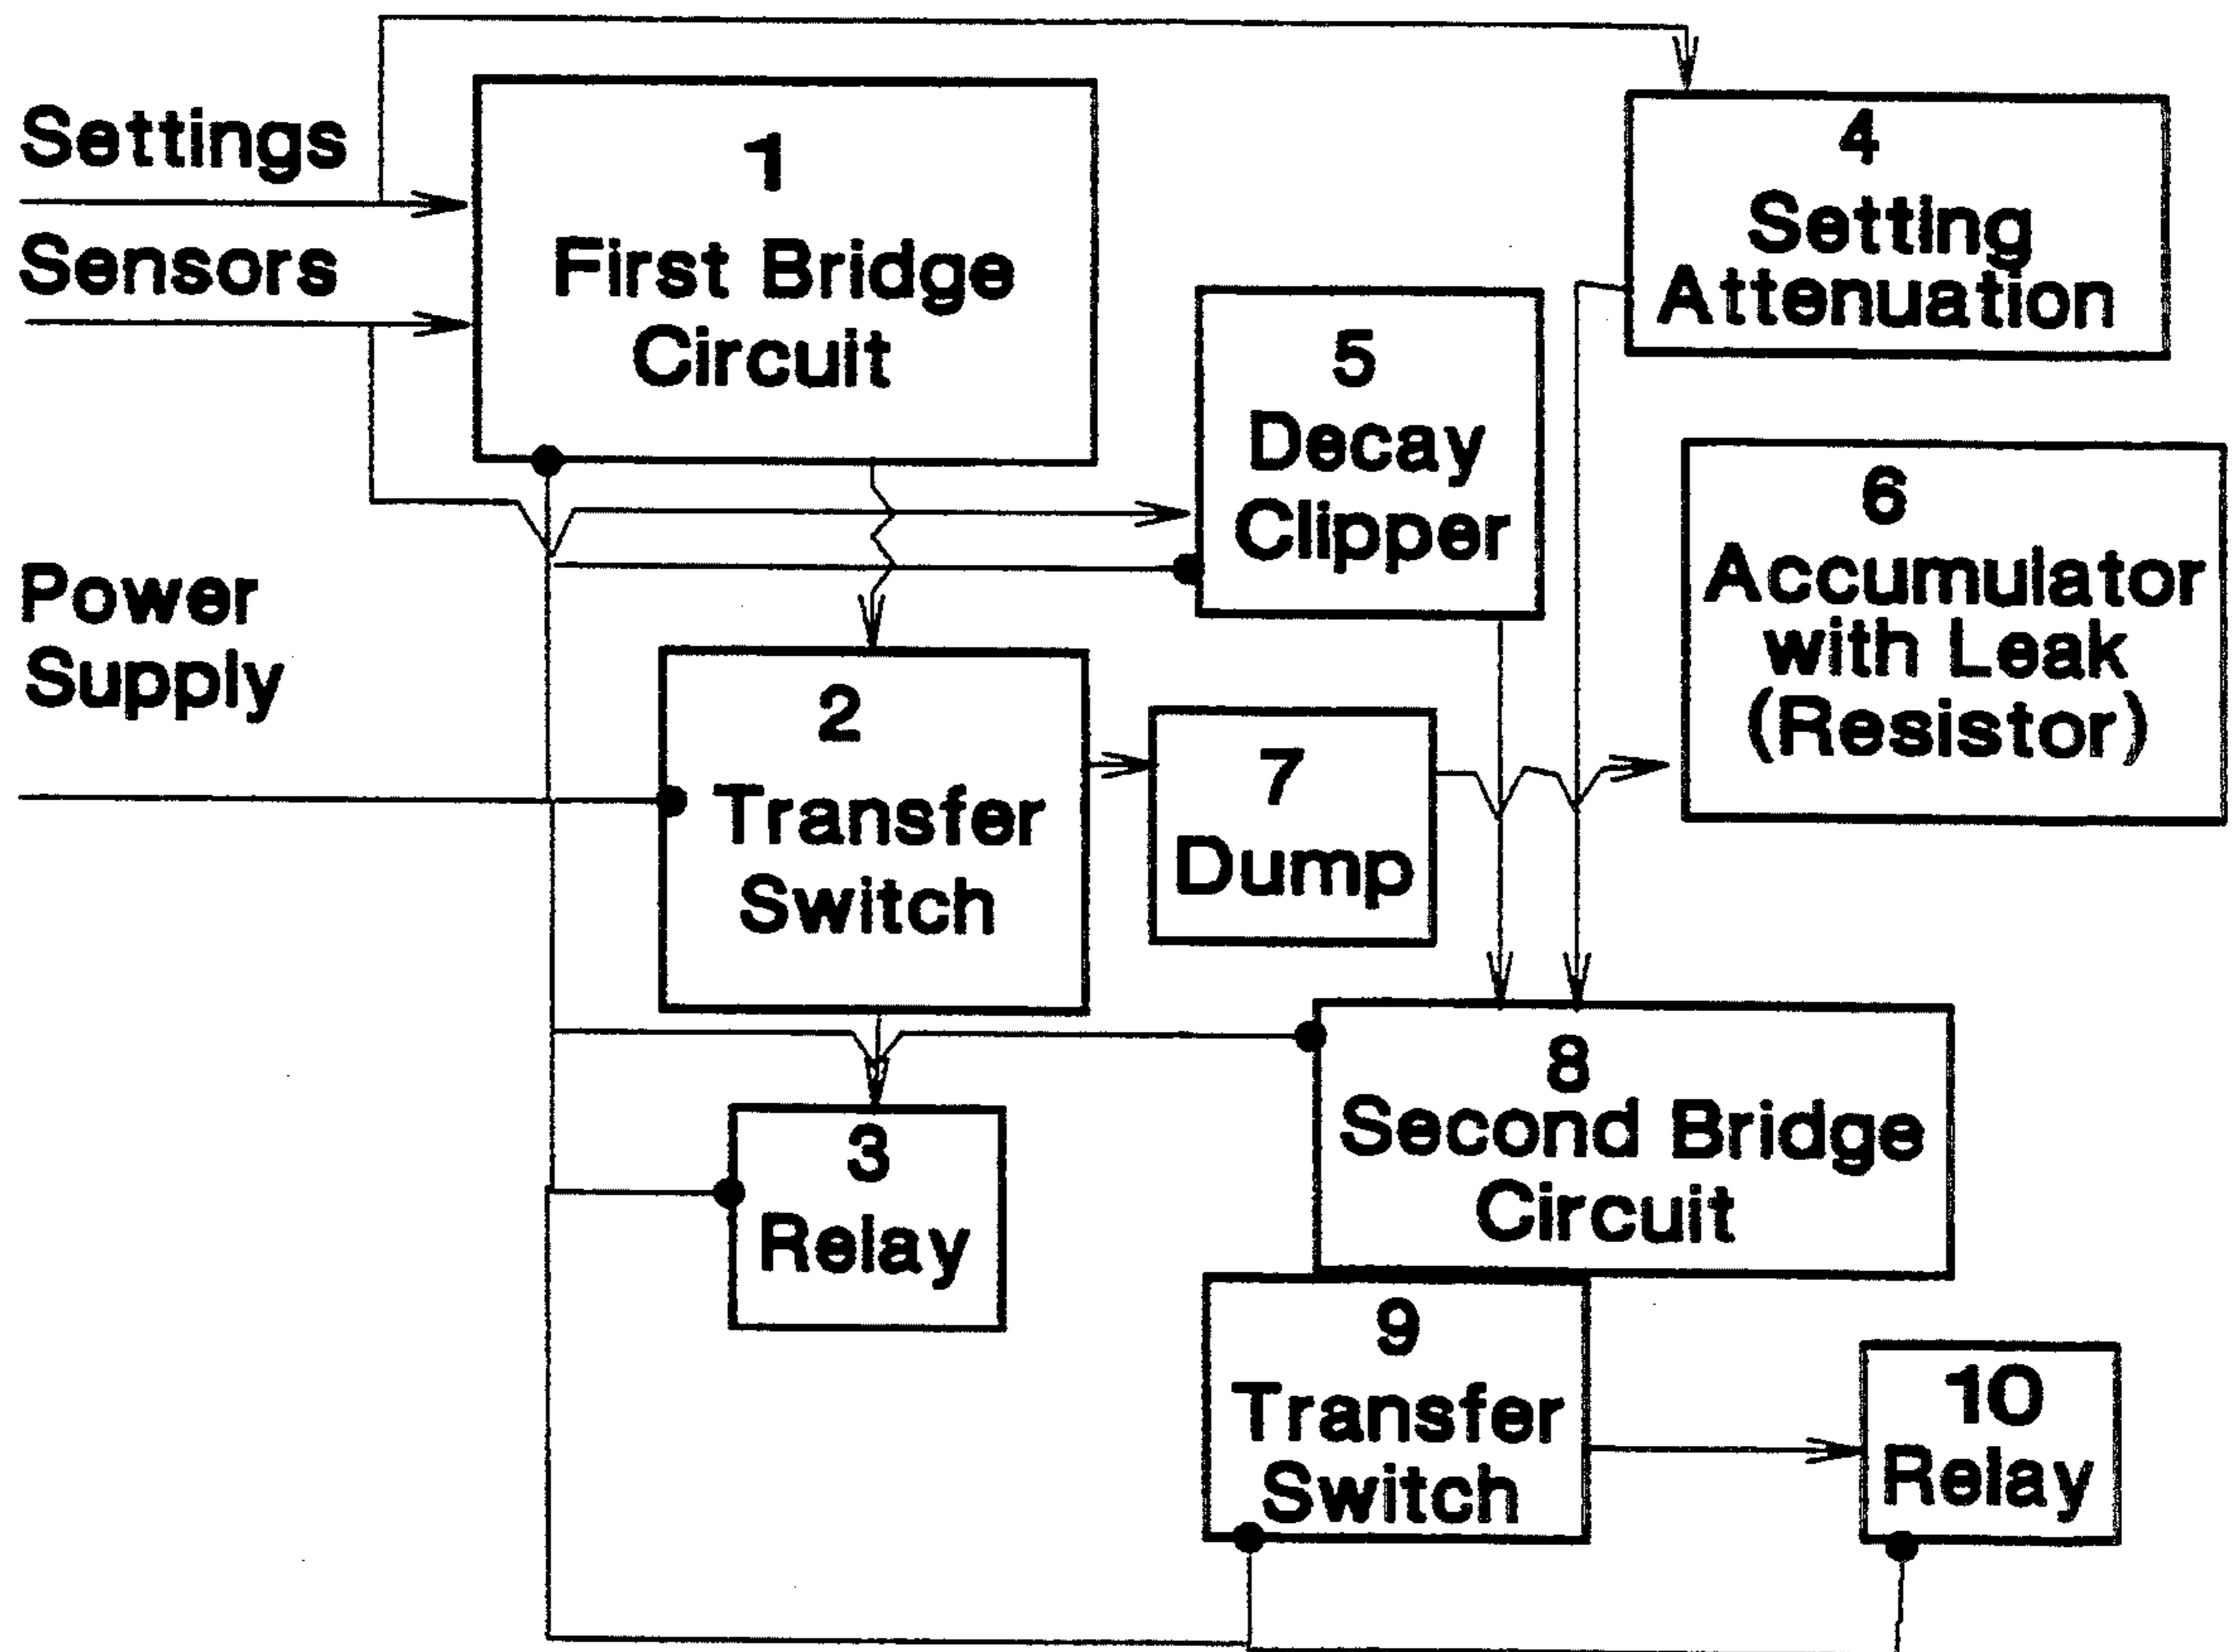 Settings
Sensors
Power
Supply
1
First Bridge
Circuit
4
Setting
Attenuation
5
Decay
Clipper
6
Accumulator
with Leak
(Resistor)
2
Transfer
Switch
7
Dump
3
Relay
8
Second Bridge
Circuit
9
Transfer
Switch
10
Relay